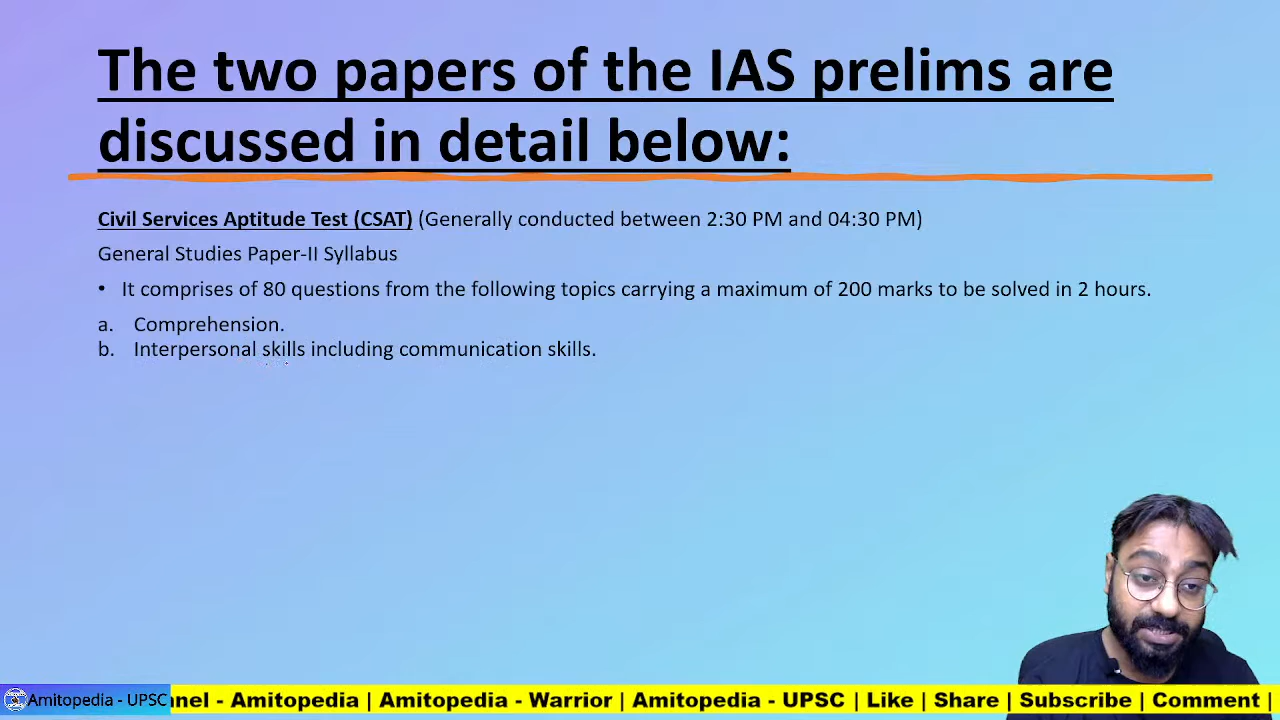 The two papers of the IAS prelims are
discussed in detail below:
Civil Services Aptitude Test (CSAT) (Generally conducted between 2:30 PM and 04:30 PM)
General Studies Paper-II Syllabus
• It comprises of 80 questions from the following topics carrying a maximum of 200 marks to be solved in 2 hours.
a. Comprehension.
b. Interpersonal skills including communication skills.
Amitopedia - UPSC
nnel - Amitopedia | Amitopedia - Warrior | Amitopedia - UPSC | Like | Share | Subscribe | Comment |